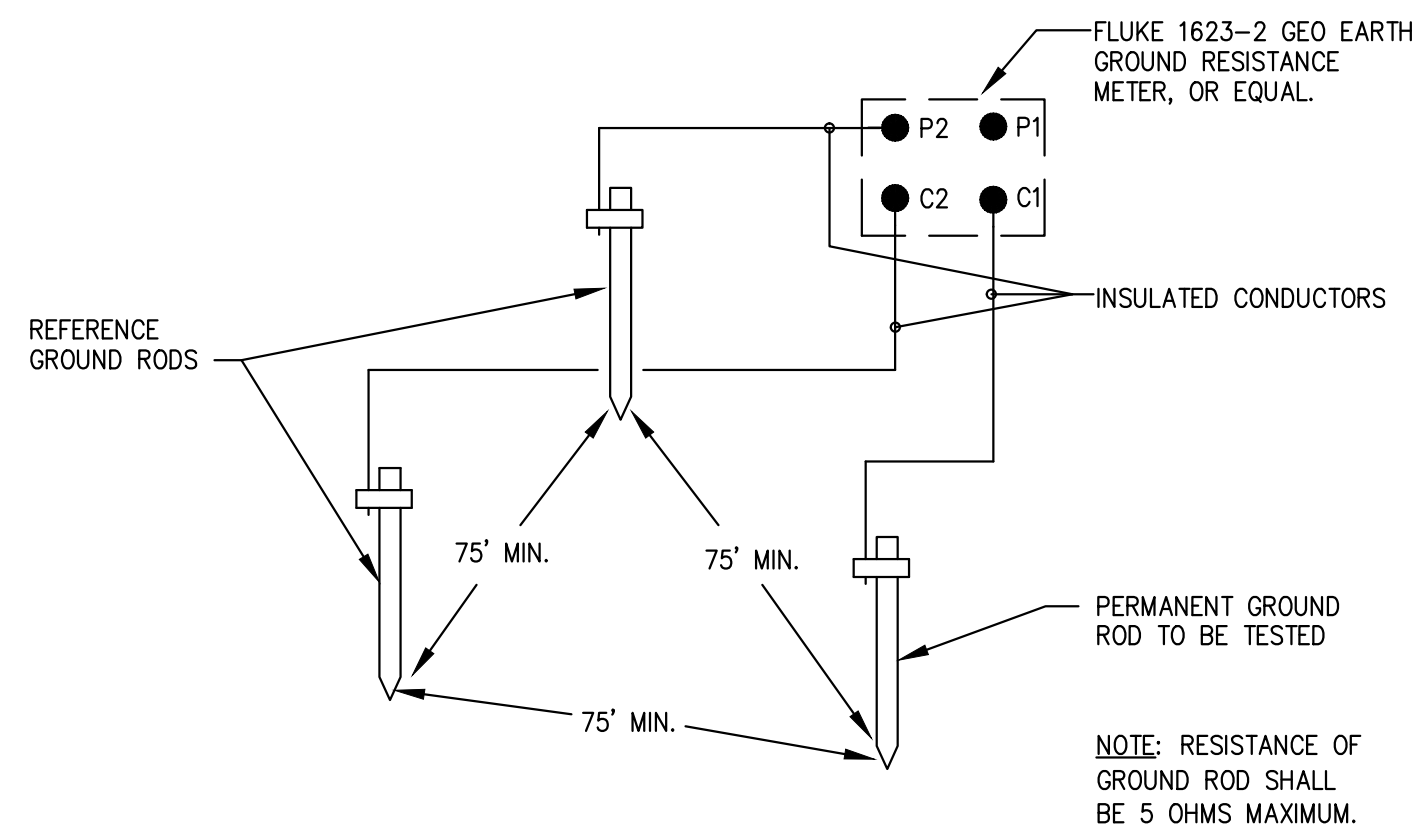 FLUKE 1623-2 GEO EARTH
GROUND RESISTANCE
METER, OR EQUAL.
P2
P1
C2
C1
INSULATED CONDUCTORS
REFERENCE
GROUND RODS
75' MIN.
75' MIN.
75' MIN.
PERMANENT GROUND
ROD TO BE TESTED
NOTE: RESISTANCE OF
GROUND ROD SHALL
BE 5 OHMS MAXIMUM.